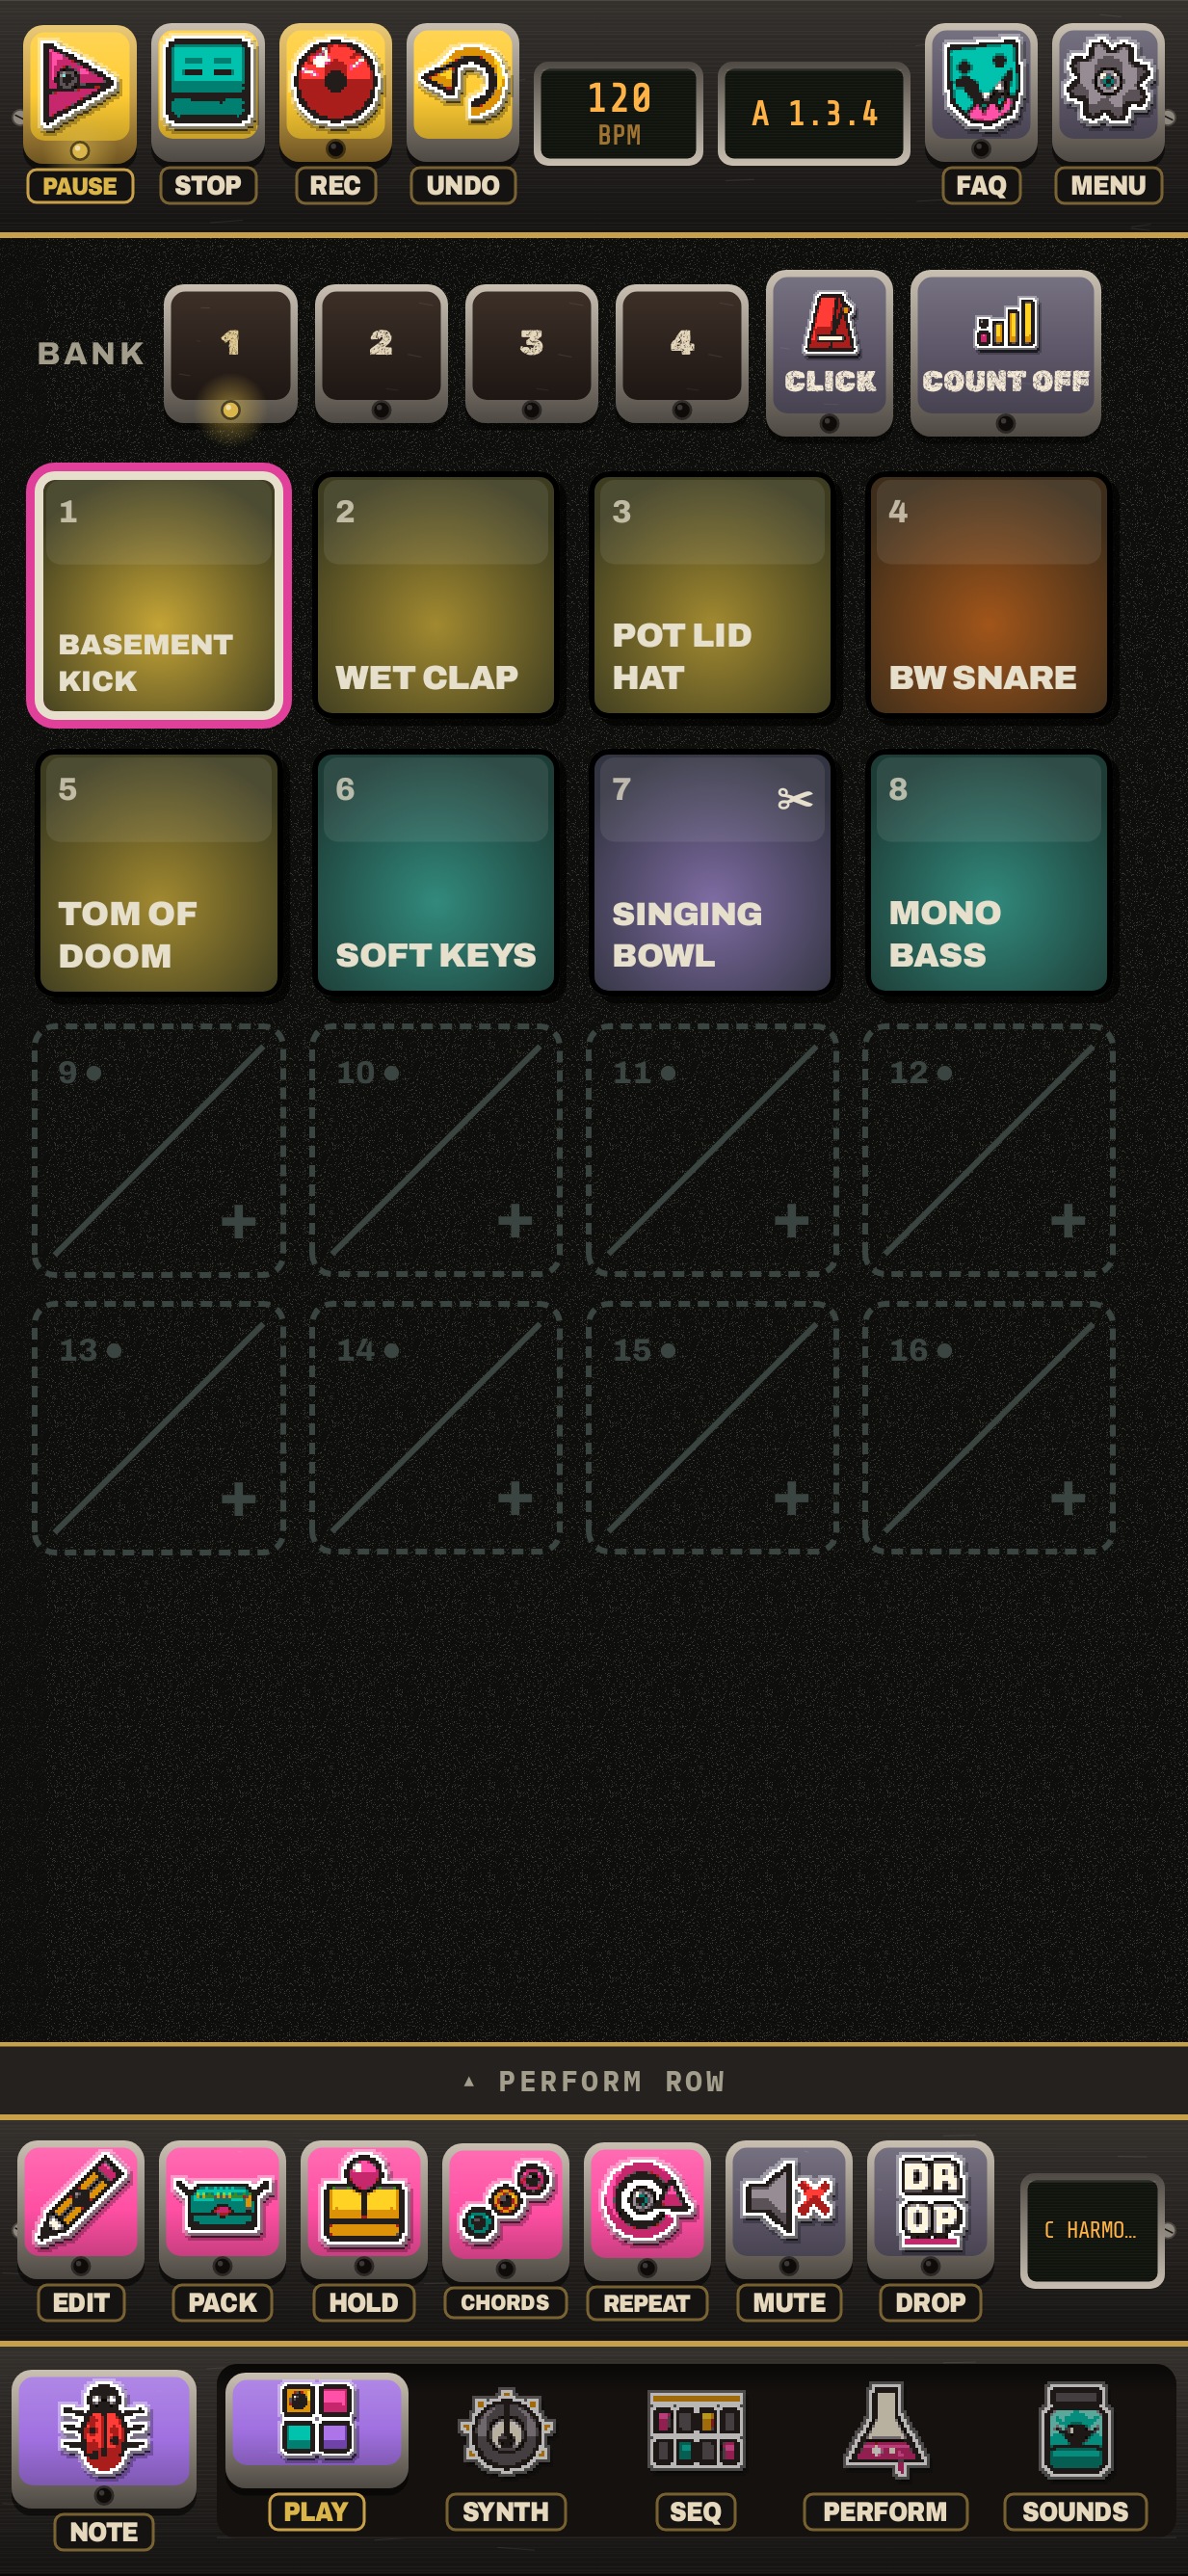 120
BPM
A 1.3.4
PAUSE
STOP
REC
UNDO
FAQ
MENU
BANK
1
2
3
4
CLICK
COUNT OFF
1
BASEMENT
KICK
2
WET CLAP
3
POT LID
HAT
4
BW SNARE
5
TOM OF
DOOM
6
SOFT KEYS
7
SINGING
BOWL
8
MONO
BASS
9
10
11
12
13
14
15
16
▲ PERFORM ROW
DR
OP
C HARMO…
EDIT
PACK
HOLD
CHORDS
REPEAT
MUTE
DROP
NOTE
PLAY
SYNTH
SEQ
PERFORM
SOUNDS